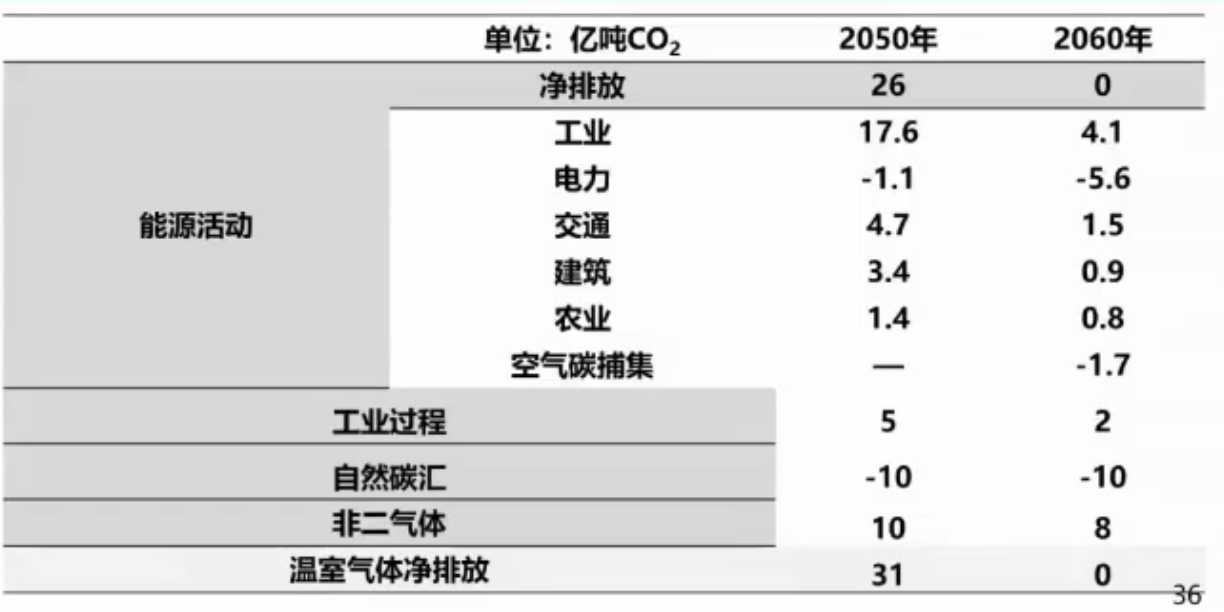 单位：亿吨CO₂ 2050年 2060年
净排放 26 0
工业 17.6 4.1
电力 -1.1 -5.6
能源活动 交通 4.7 1.5
建筑 3.4 0.9
农业 1.4 0.8
空气碳捕集 — -1.7
工业过程 5 2
自然碳汇 -10 -10
非二气体 10 8
温室气体净排放 31 0
36